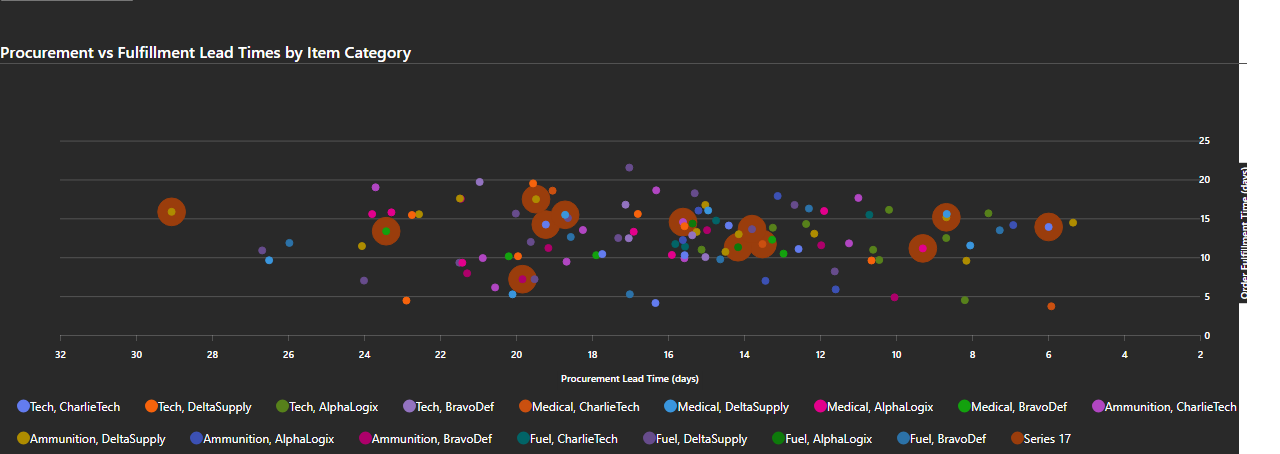 Procurement vs Fulfillment Lead Times by Item Category
25
20
15
10
5
0
Order Fulfillment Time (days)
32 30 28 26 24 22 20 18 16 14 12 10 8 6 4 2
Procurement Lead Time (days)
Tech, CharlieTech Tech, DeltaSupply Tech, AlphaLogix Tech, BravoDef Medical, CharlieTech Medical, DeltaSupply Medical, AlphaLogix Medical, BravoDef Ammunition, CharlieTech
Ammunition, DeltaSupply Ammunition, AlphaLogix Ammunition, BravoDef Fuel, CharlieTech Fuel, DeltaSupply Fuel, AlphaLogix Fuel, BravoDef Series 17